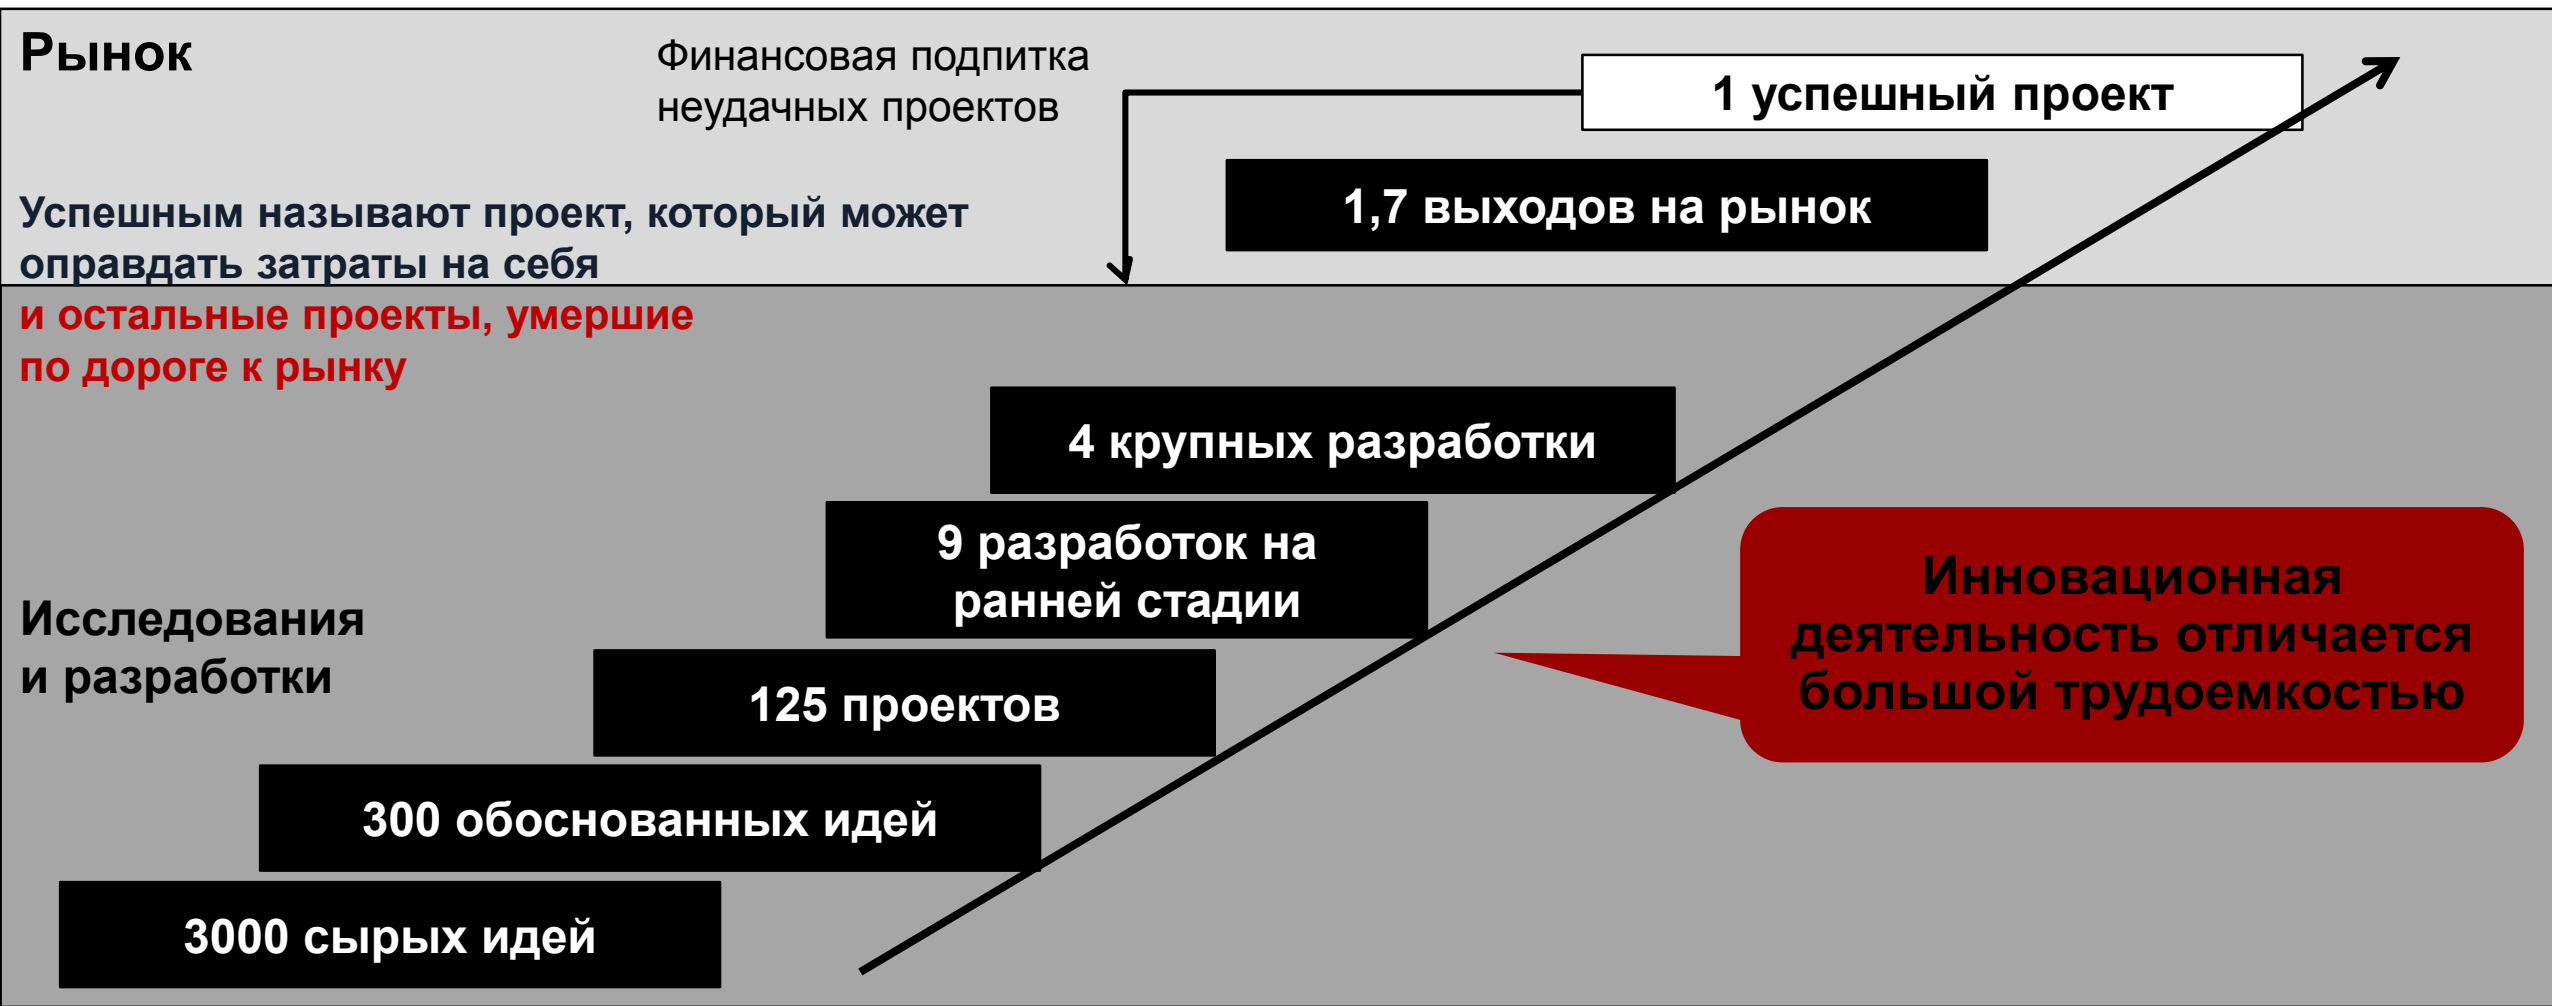 Рынок
Финансовая подпитка
неудачных проектов
1 успешный проект
1,7 выходов на рынок
Успешным называют проект, который может
оправдать затраты на себя
и остальные проекты, умершие
по дороге к рынку
4 крупных разработки
9 разработок на
ранней стадии
Исследования
и разработки
Инновационная
деятельность отличается
большой трудоемкостью
125 проектов
300 обоснованных идей
3000 сырых идей